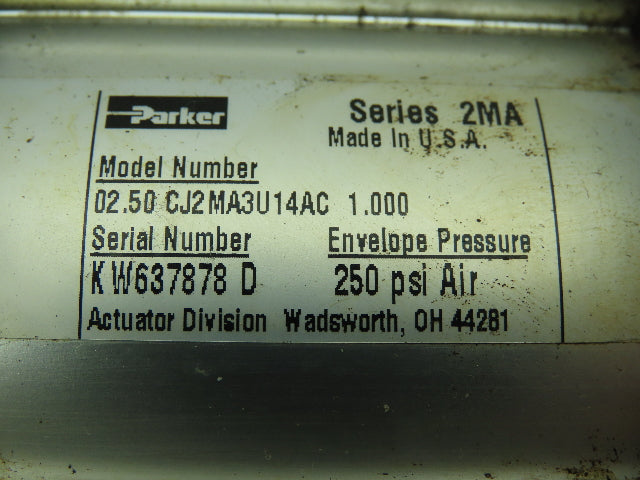 Parker
Series 2MA
Made In U.S.A.
Model Number
02.50 CJ2MA3U14AC 1.000
Serial Number Envelope Pressure
KW637878 D 250 psi Air
Actuator Division Wadsworth, OH 44281